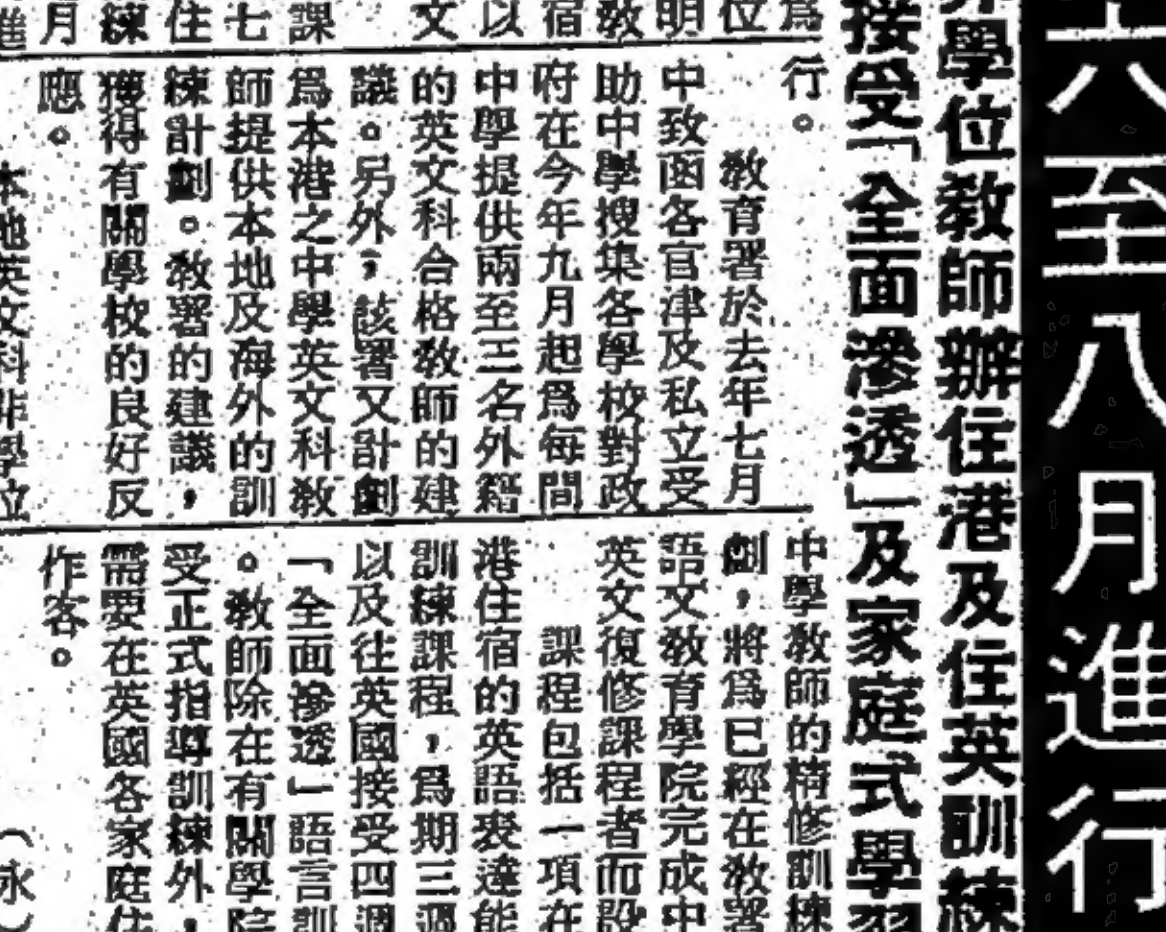 六至八月進行
學位教師辦住港及住英訓練
接受「全面滲透」及家庭式學習
為
位
明
教
宿
以
文
課
七
住
練
月
進
行。
教育署於去年七月
中致函各官津及私立受
助中學搜集各學校對政
府在今年九月起為每間
中學提供兩至三名外籍
的英文科合格教師的建
議。另外,該署又計劃
為本港之中學英文科教
師提供本地及海外的訓
練計劃。教署的建議,
獲得有關學校的良好反
應。
本地英文科非學位
中學教師的精修訓練
劃,將為已經在教署
語文教育學院完成中
英文復修課程者而設
課程包括一項在
港住宿的英語表達能
訓練課程,為期三週
以及往英國接受四週
「全面滲透」語言訓
。教師除在有關學院
受正式指導訓練外,
需要在英國各家庭住
作客。
(永)